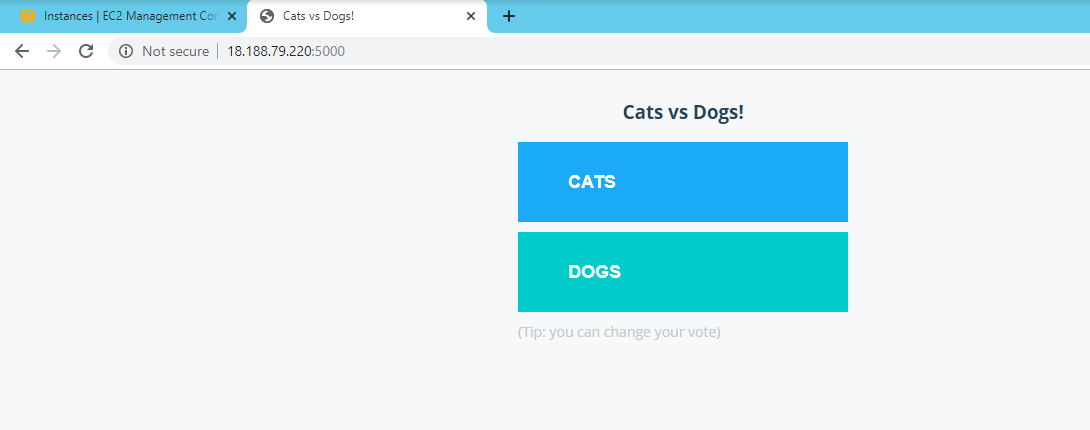 Instances | EC2 Management Cor
Cats vs Dogs!
Not secure | 18.188.79.220:5000
Cats vs Dogs!
CATS
DOGS
(Tip: you can change your vote)